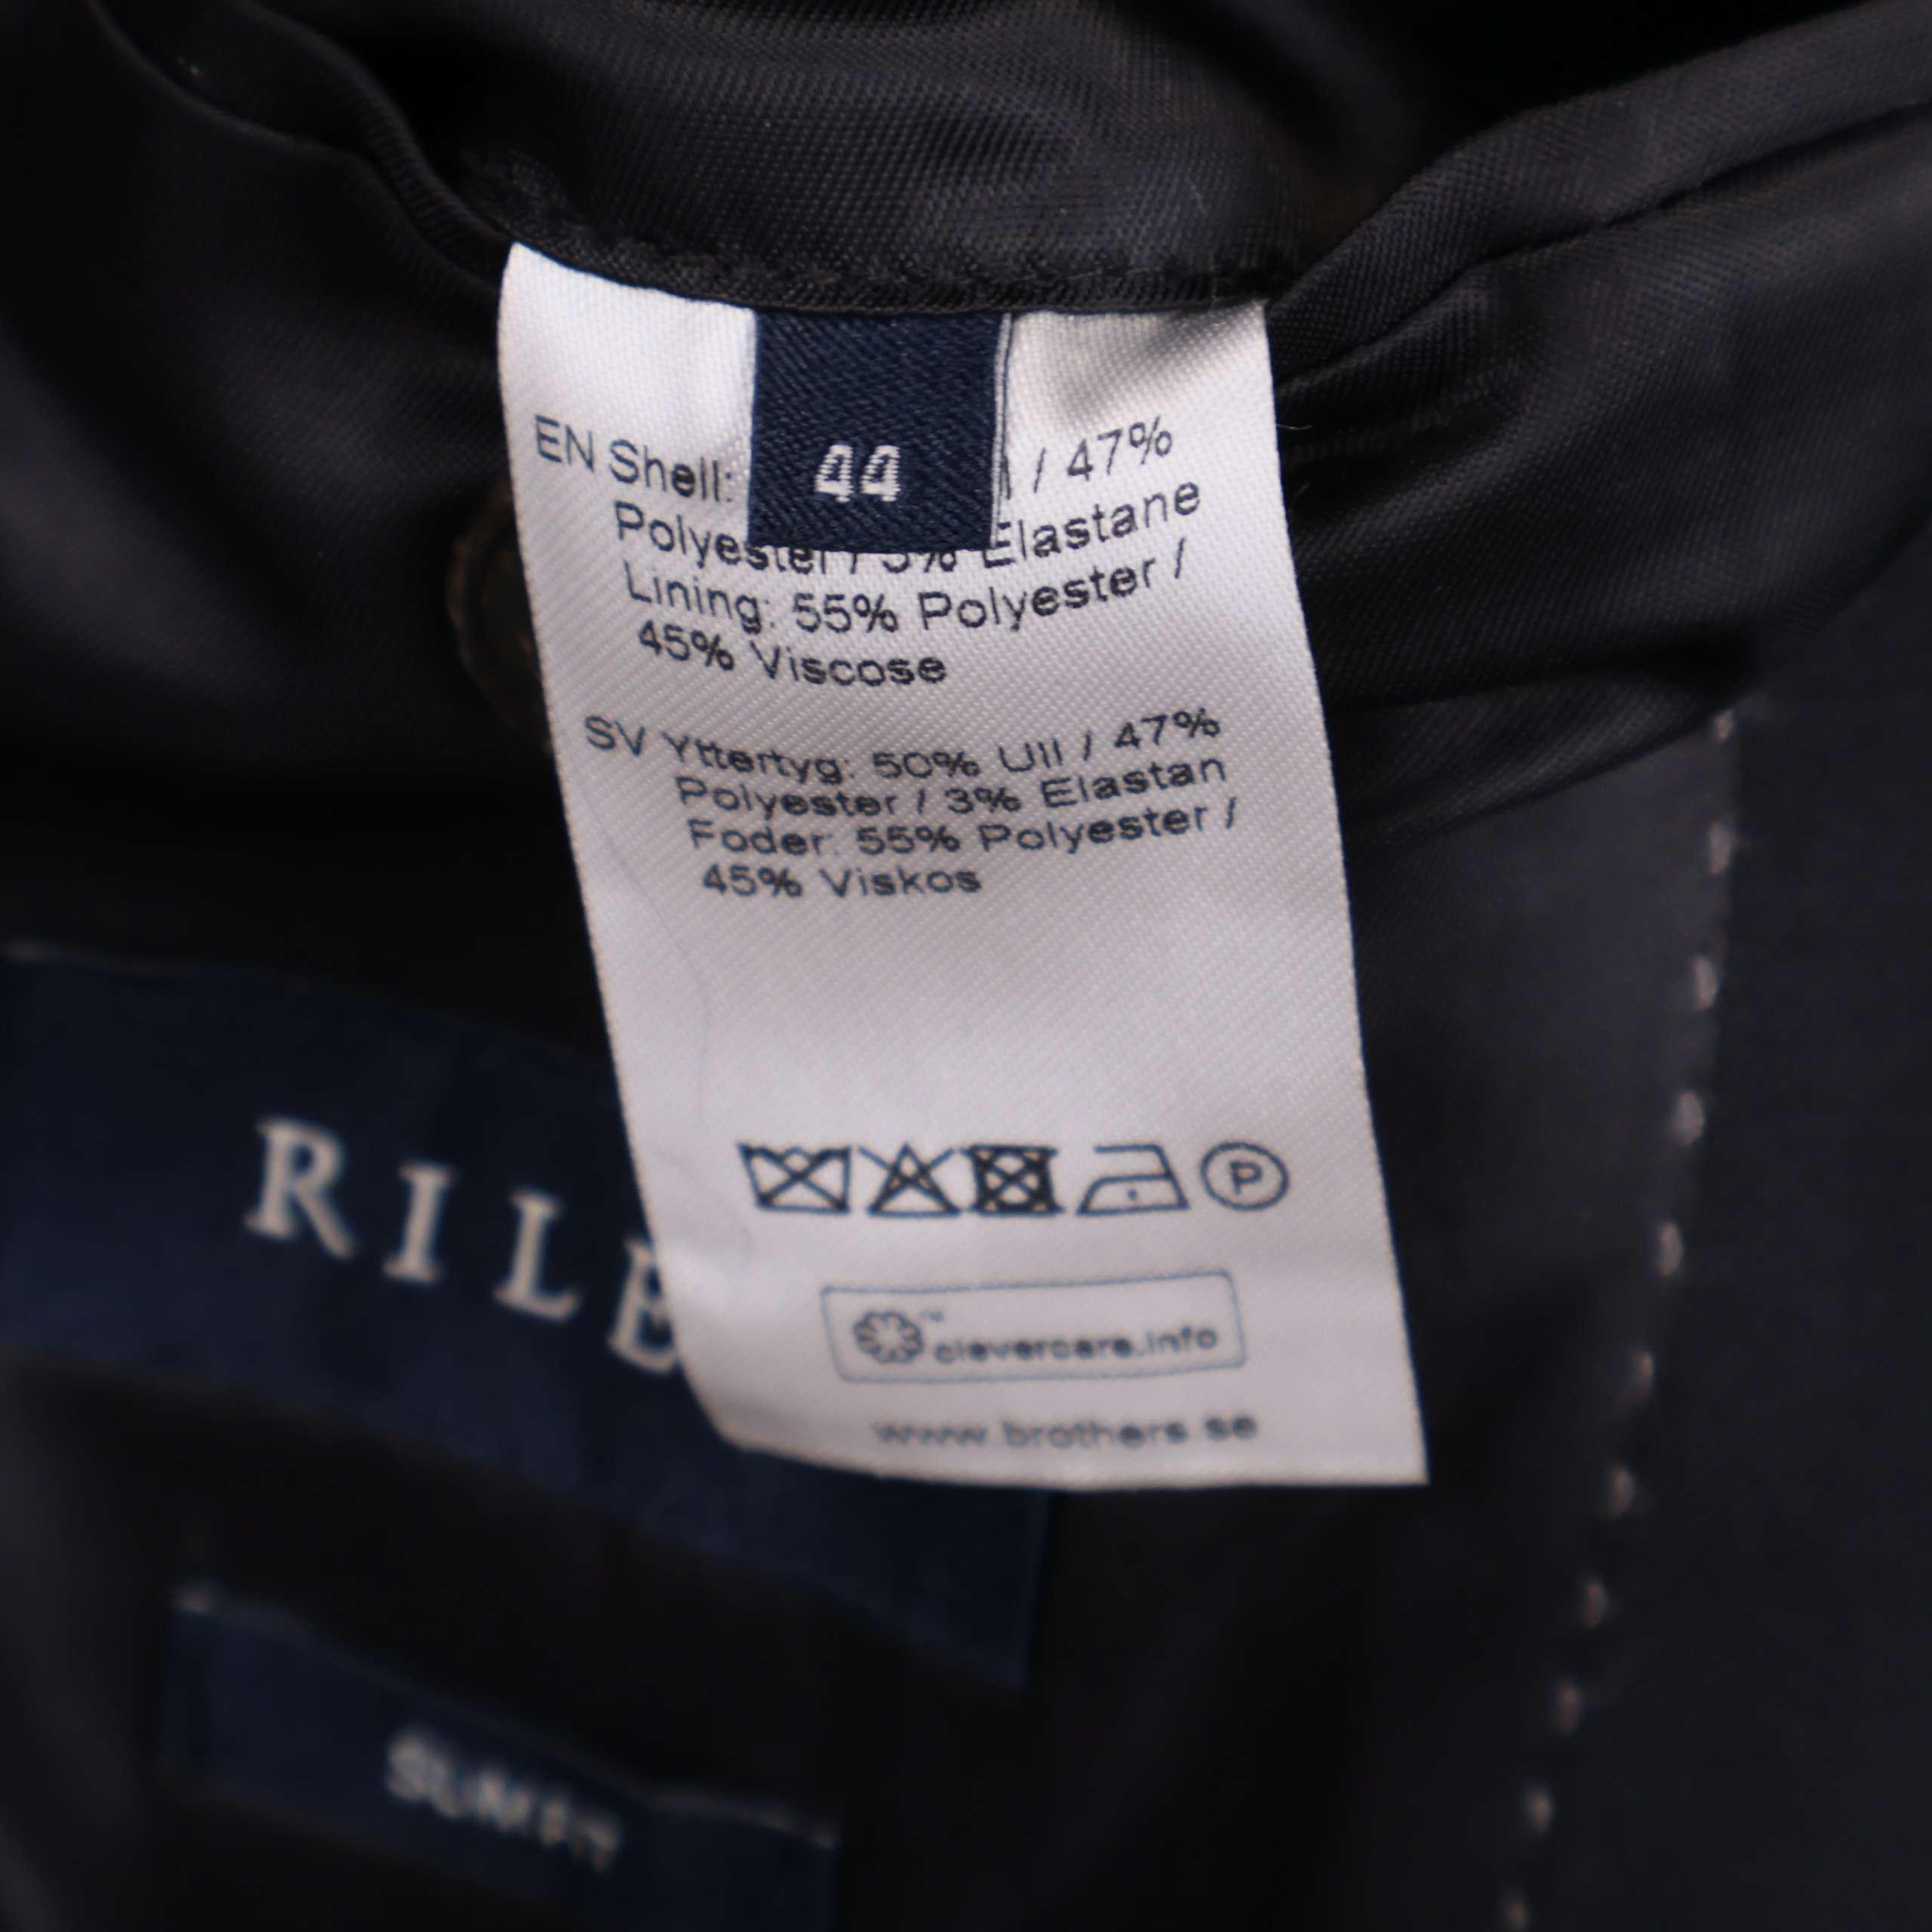 44
EN Shell: / 47%
Polyester / 3% Elastane
Lining: 55% Polyester /
45% Viscose
SV Yttertyg: 50% Ull / 47%
Polyester / 3% Elastan
Foder: 55% Polyester /
45% Viskos
P
clevercare.info
www.brothers.se
RILE
SLIM FIT